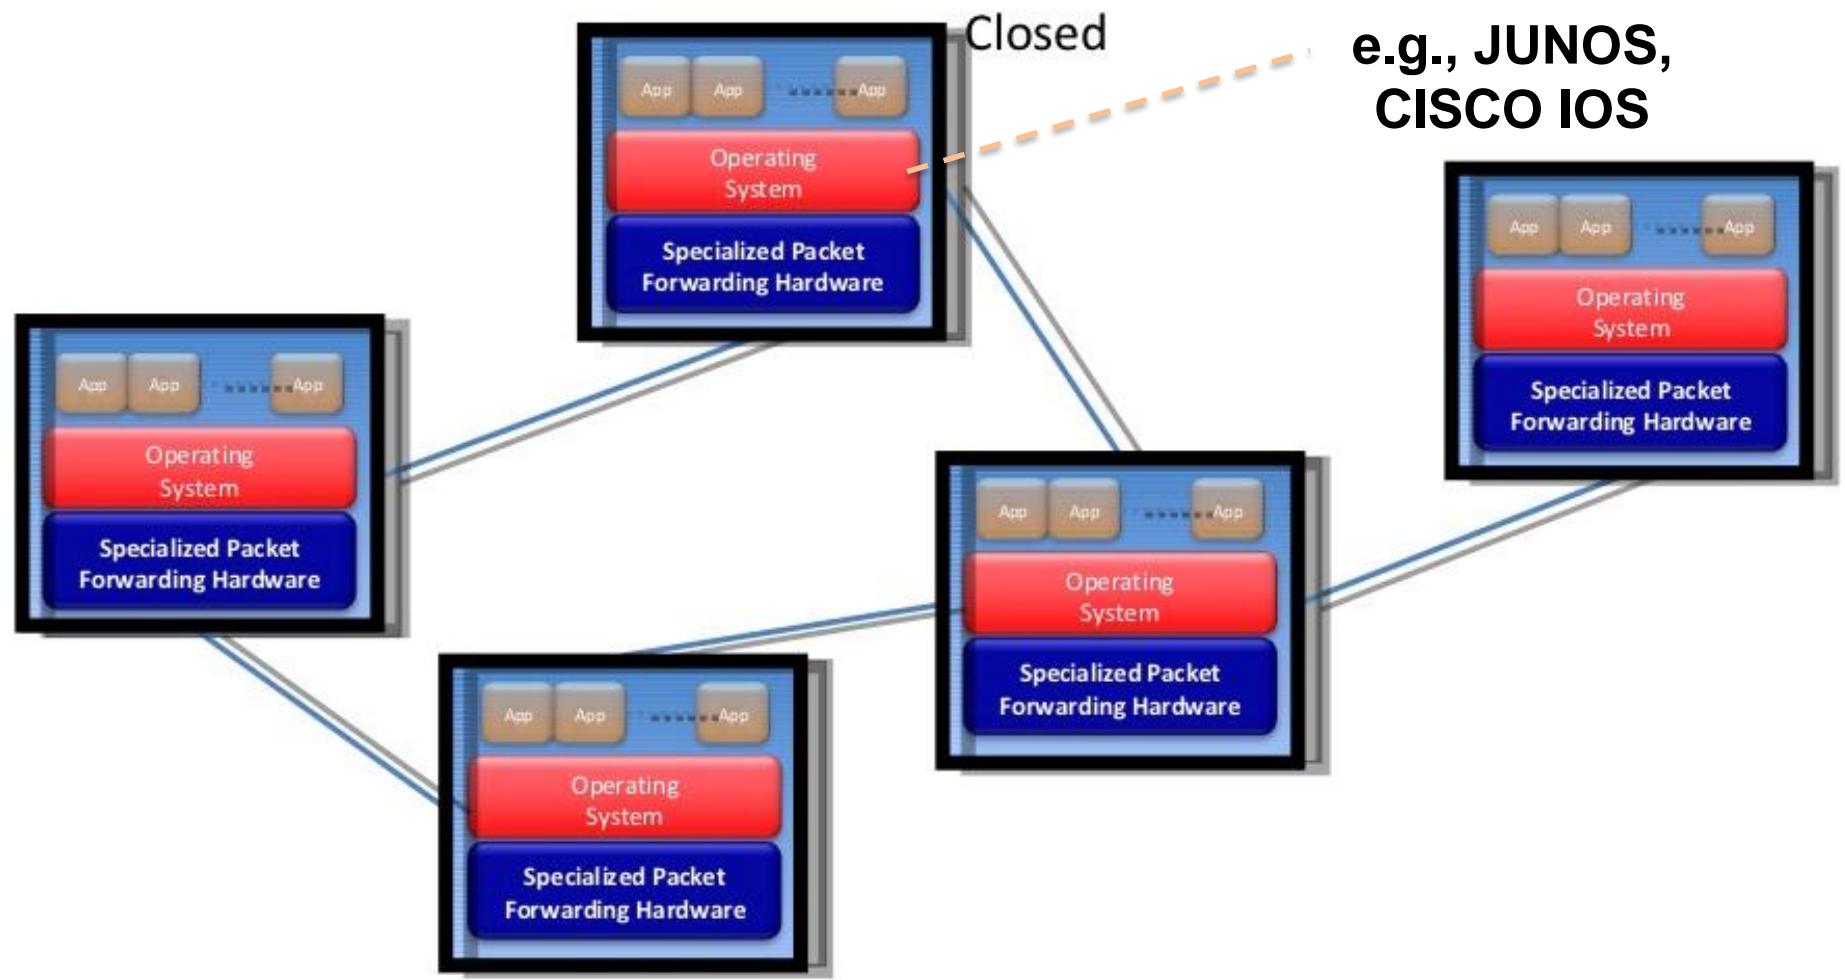 Closed
e.g., JUNOS,
CISCO IOS
App App App
Operating
System
Specialized Packet
Forwarding Hardware
App App App
Operating
System
Specialized Packet
Forwarding Hardware
App App App
Operating
System
Specialized Packet
Forwarding Hardware
App App App
Operating
System
Specialized Packet
Forwarding Hardware
App App App
Operating
System
Specialized Packet
Forwarding Hardware